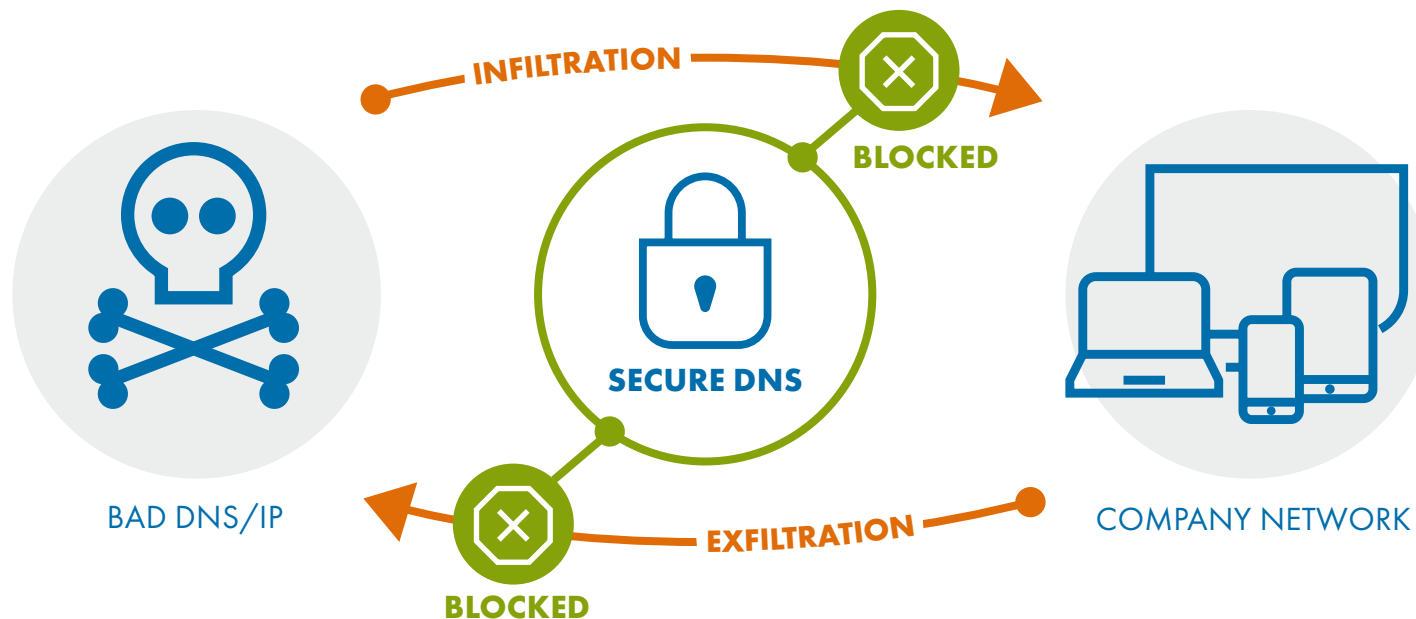 INFILTRATION
BLOCKED
SECURE DNS
BAD DNS/IP
COMPANY NETWORK
EXFILTRATION
BLOCKED